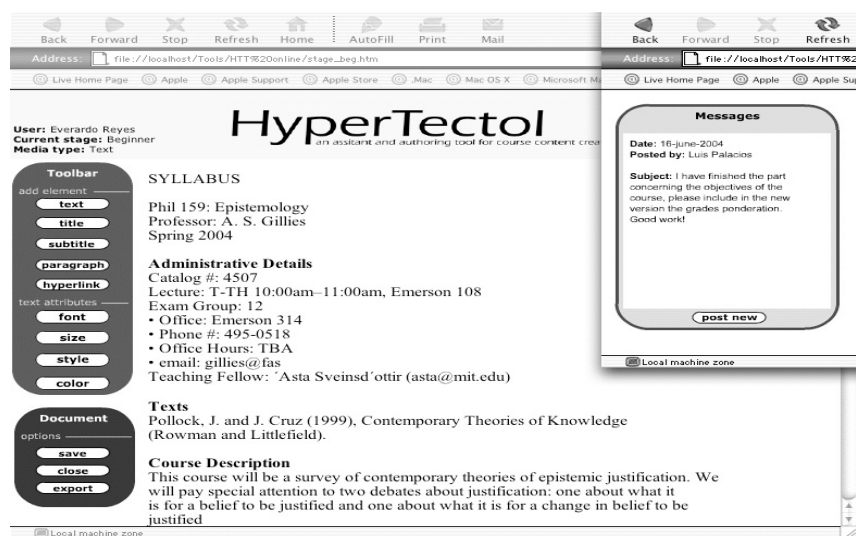 Back Forward Stop Refresh Home AutoFill Print Mail
Address: file://localhost/Tools/HTT%20online/stage_beg.htm
Live Home Page Apple Apple Support Apple Store .Mac Mac OS X Microsoft
User: Everardo Reyes
Current stage: Beginner
Media type: Text
HyperTectol
an assitant and authoring tool for course content
Toolbar
add element
text
title
subtitle
paragraph
hyperlink
text attributes
font
size
style
color
Document
options
save
close
export
SYLLABUS
Phil 159: Epistemology
Professor: A. S. Gillies
Spring 2004
Administrative Details
Catalog #: 4507
Lecture: T-TH 10:00am–11:00am, Emerson 108
Exam Group: 12
• Office: Emerson 314
• Phone #: 495-0518
• Office Hours: TBA
• email: gillies@fas
Teaching Fellow: ´Asta Sveinsd´ottir (asta@mit.edu)
Texts
Pollock, J. and J. Cruz (1999), Contemporary Theories of Knowledge
(Rowman and Littlefield).
Course Description
This course will be a survey of contemporary theories of epistemic justification. We
will pay special attention to two debates about justification: one about what it
is for a belief to be justified and one about what it is for a change in belief to be
justified
Local machine zone
Back Forward Stop Refresh
Address: file://localhost/Tools/HTT%2
Live Home Page Apple Apple Su
Messages
Date: 16-june-2004
Posted by: Luis Palacios
Subject: I have finished the part
concerning the objectives of the
course, please include in the new
version the grades ponderation.
Good work!
post new
Local machine zone